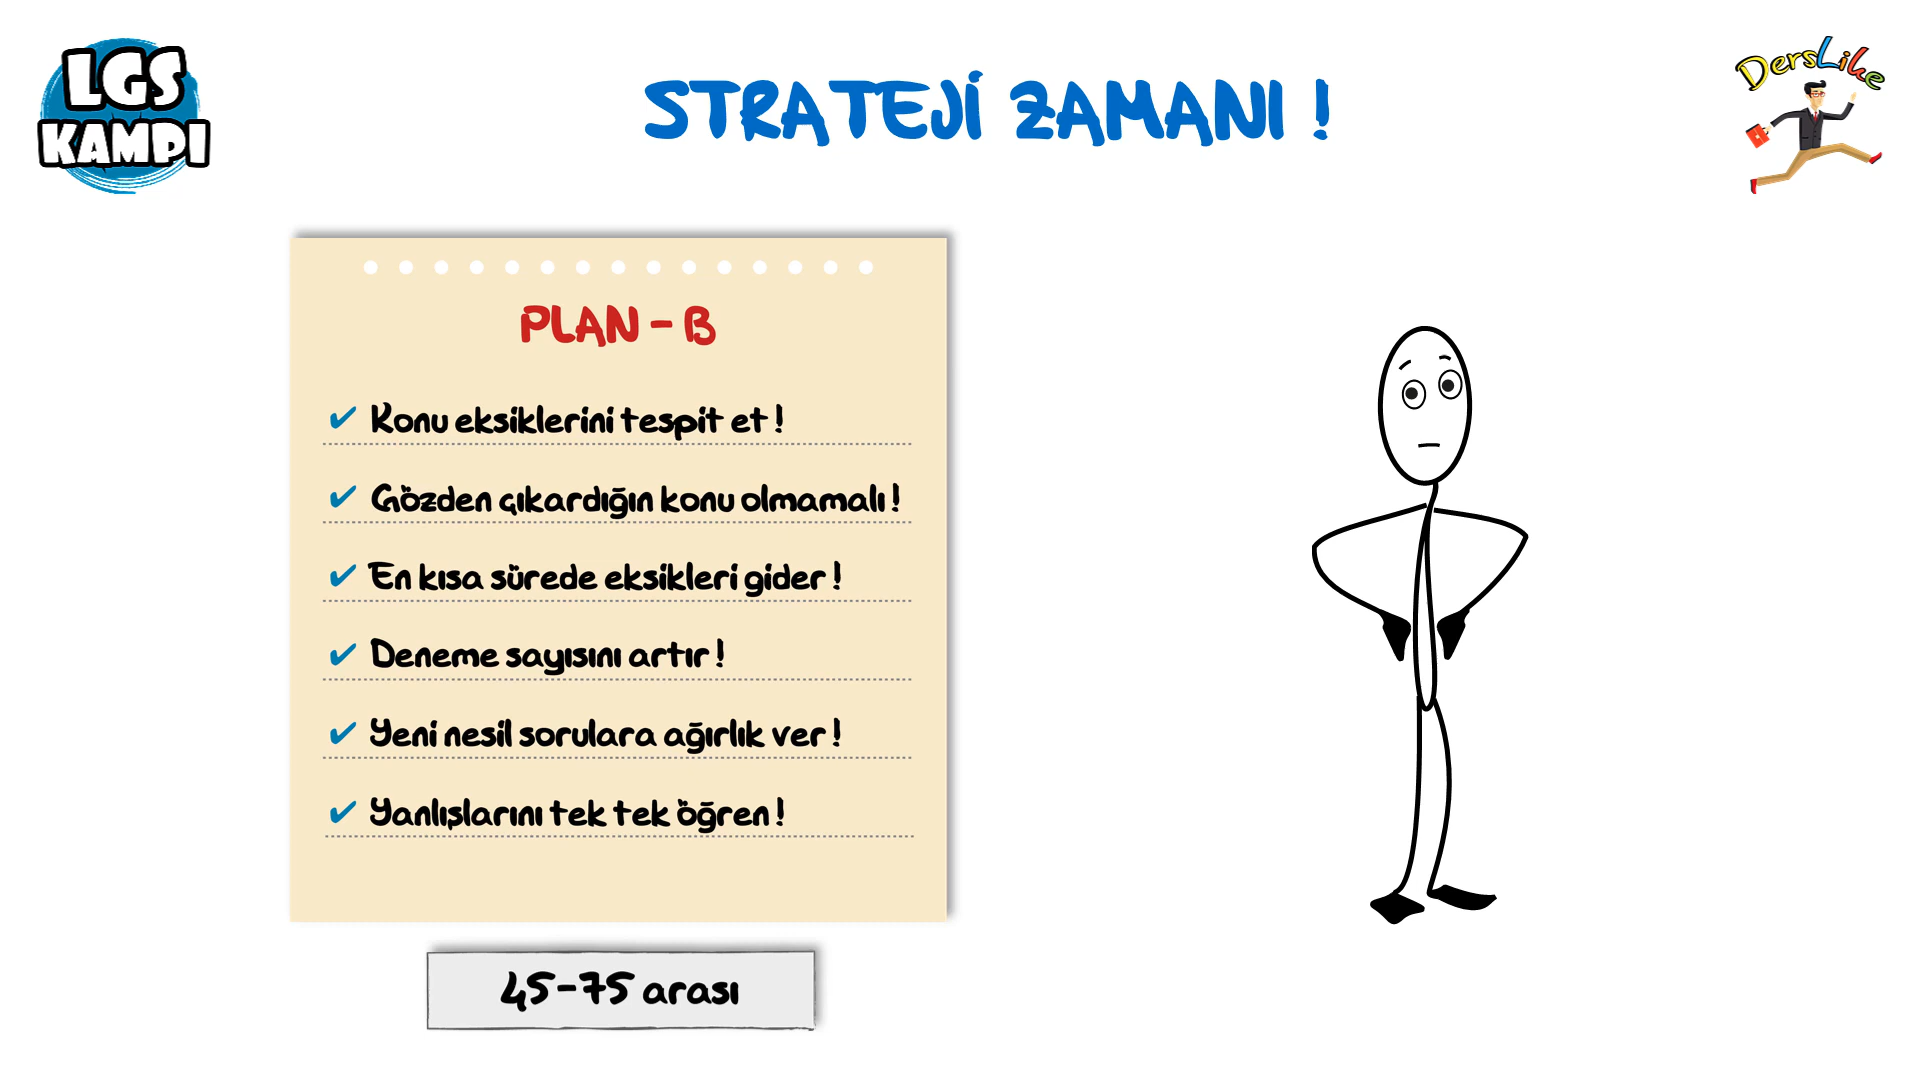 LGS
KAMPI
STRATEJİ ZAMANI !
DersLike
PLAN - B
✔ Konu eksiklerini tespit et !
✔ Gözden çıkardığın konu olmamalı !
✔ En kısa sürede eksikleri gider !
✔ Deneme sayısını artır !
✔ Yeni nesil sorulara ağırlık ver !
✔ Yanlışlarını tek tek öğren !
45-75 arası